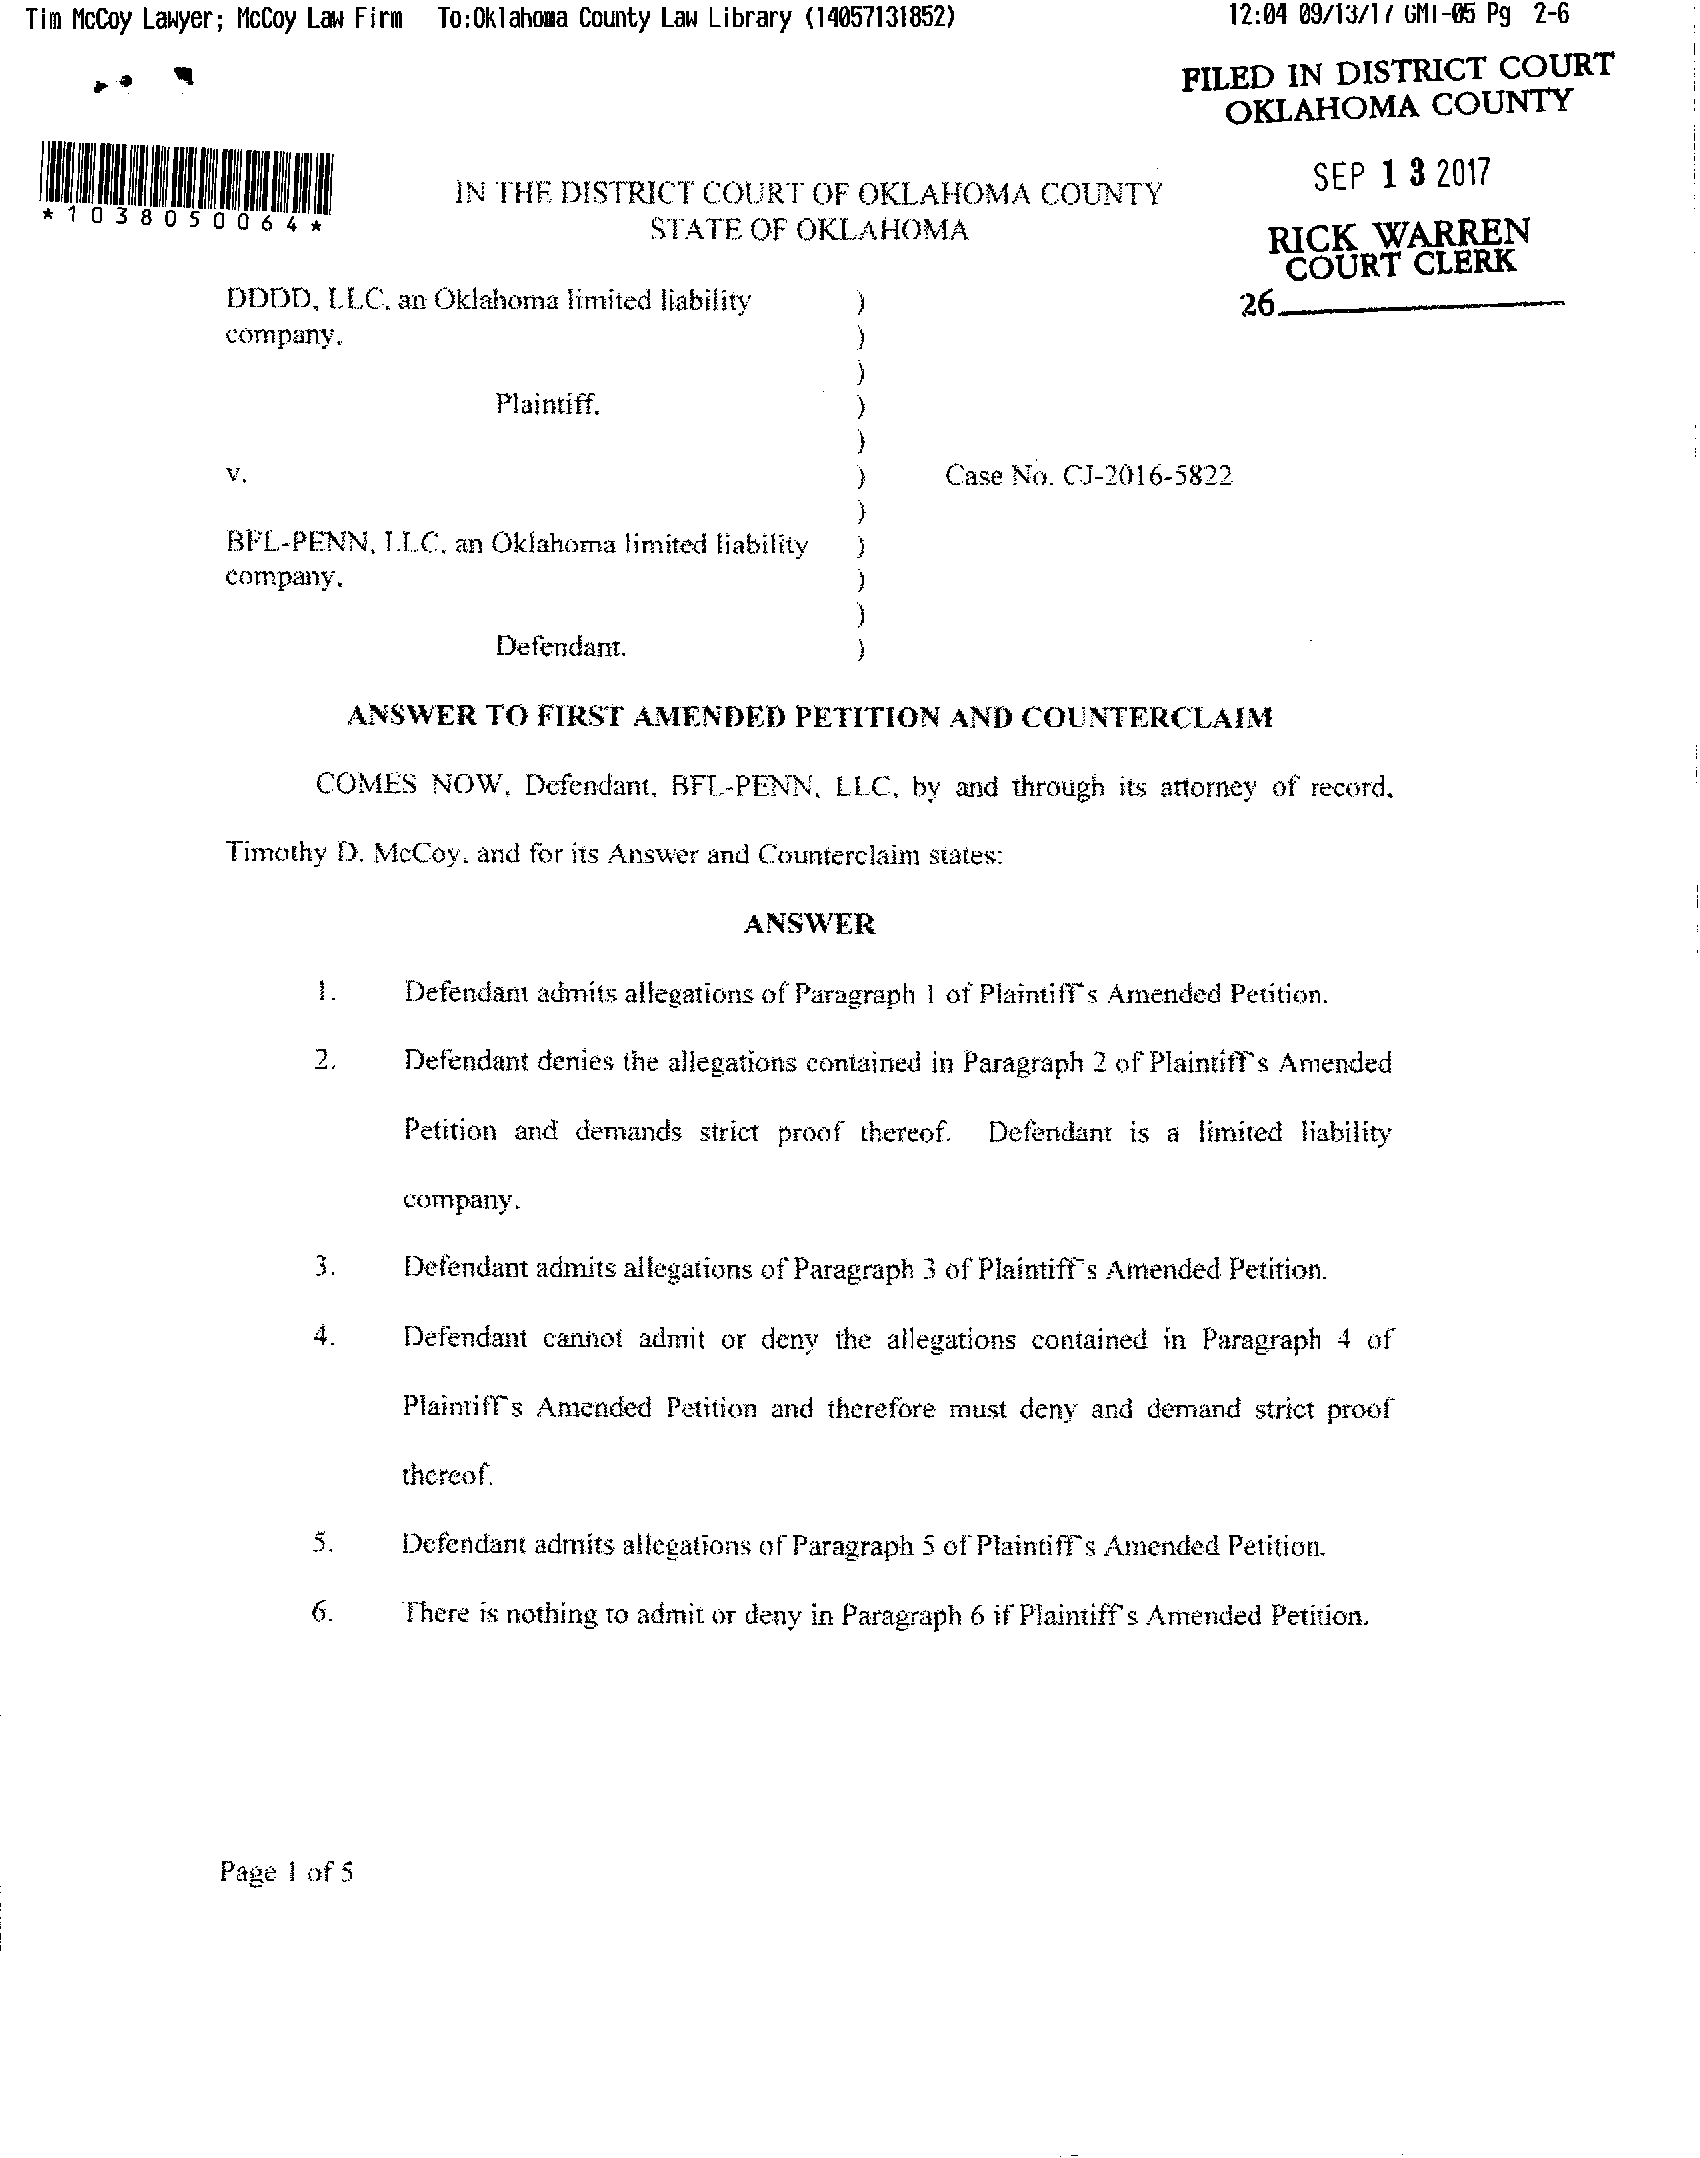 Tim McCoy Lawyer; McCoy Law Firm To:Oklahoma County Law Library (14057131852) 12:04 09/13/17 GMT-05 Pg 2-6
FILED IN DISTRICT COURT
OKLAHOMA COUNTY
SEP 13 2017
RICK WARREN
COURT CLERK
26
*1038050064*
IN THE DISTRICT COURT OF OKLAHOMA COUNTY
STATE OF OKLAHOMA
DDDD, LLC, an Oklahoma limited liability )
company, )
)
Plaintiff, )
)
v. ) Case No. CJ-2016-5822
)
BFL-PENN, LLC, an Oklahoma limited liability )
company, )
)
Defendant. )
ANSWER TO FIRST AMENDED PETITION AND COUNTERCLAIM
COMES NOW, Defendant, BFL-PENN, LLC, by and through its attorney of record,
Timothy D. McCoy, and for its Answer and Counterclaim states:
ANSWER
1. Defendant admits allegations of Paragraph 1 of Plaintiff's Amended Petition.
2. Defendant denies the allegations contained in Paragraph 2 of Plaintiff's Amended
Petition and demands strict proof thereof. Defendant is a limited liability
company.
3. Defendant admits allegations of Paragraph 3 of Plaintiff's Amended Petition.
4. Defendant cannot admit or deny the allegations contained in Paragraph 4 of
Plaintiff's Amended Petition and therefore must deny and demand strict proof
thereof.
5. Defendant admits allegations of Paragraph 5 of Plaintiff's Amended Petition.
6. There is nothing to admit or deny in Paragraph 6 if Plaintiff's Amended Petition.
Page 1 of 5